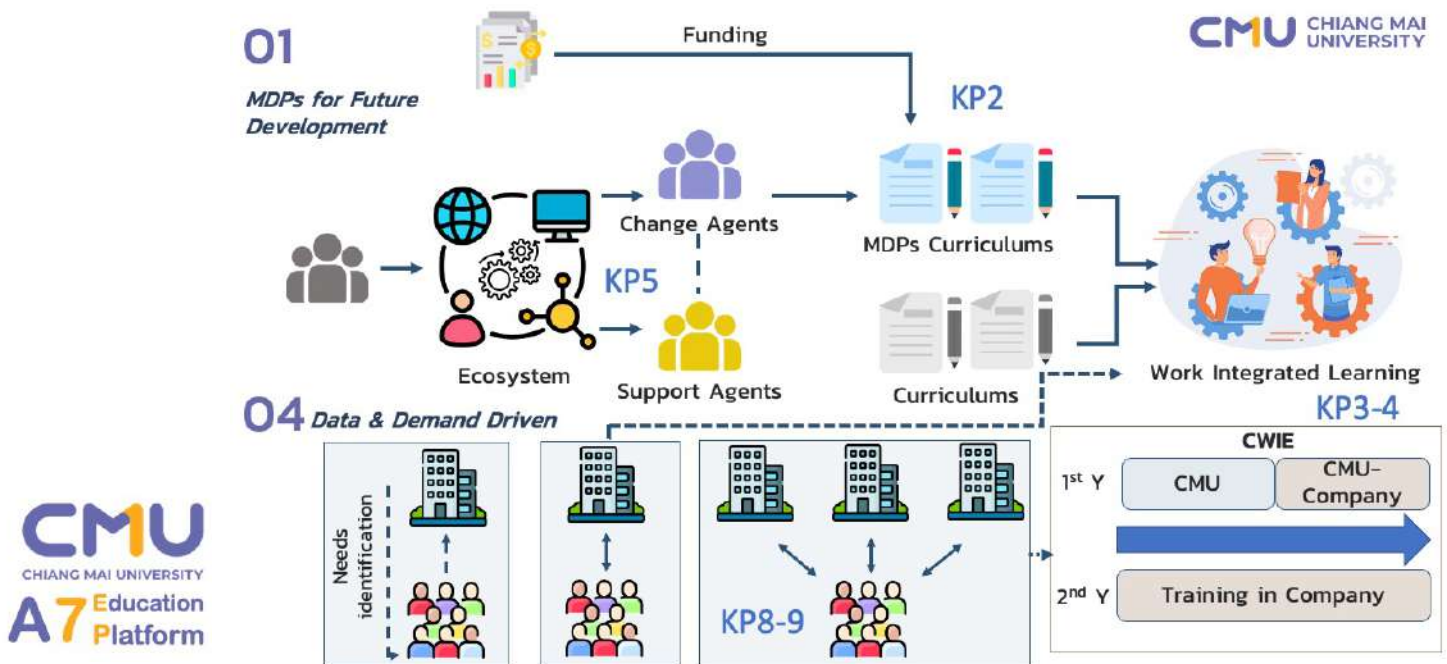 01
MDPs for Future
Development
Funding
CMU CHIANG MAI
UNIVERSITY
KP2
Change Agents
MDPs Curriculums
KP5
Ecosystem
Support Agents
Curriculums
Work Integrated Learning
KP3-4
04 Data & Demand Driven
Needs
identification
KP8-9
CWIE
1st Y
CMU
CMU-
Company
2nd Y
Training in Company
CMU
CHIANG MAI UNIVERSITY
A7 Education
Platform